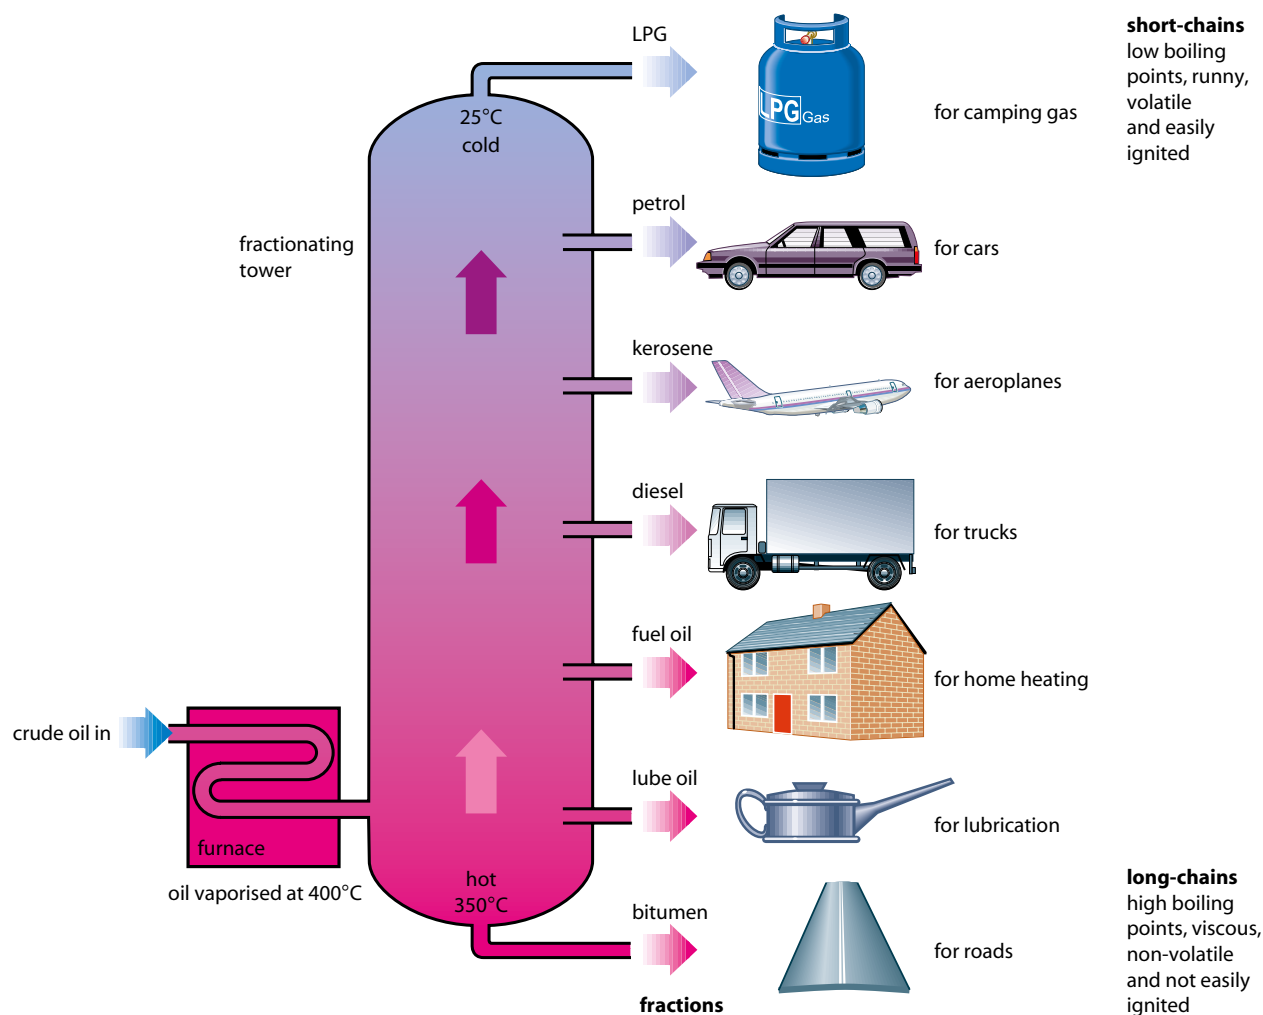 LPG
short-chains
low boiling
points, runny,
volatile
and easily
ignited
LPG Gas
for camping gas
25°C
cold
petrol
fractionating
tower
for cars
kerosene
for aeroplanes
diesel
for trucks
fuel oil
for home heating
crude oil in
lube oil
for lubrication
furnace
oil vaporised at 400°C
hot
350°C
long-chains
high boiling
points, viscous,
non-volatile
and not easily
ignited
bitumen
for roads
fractions